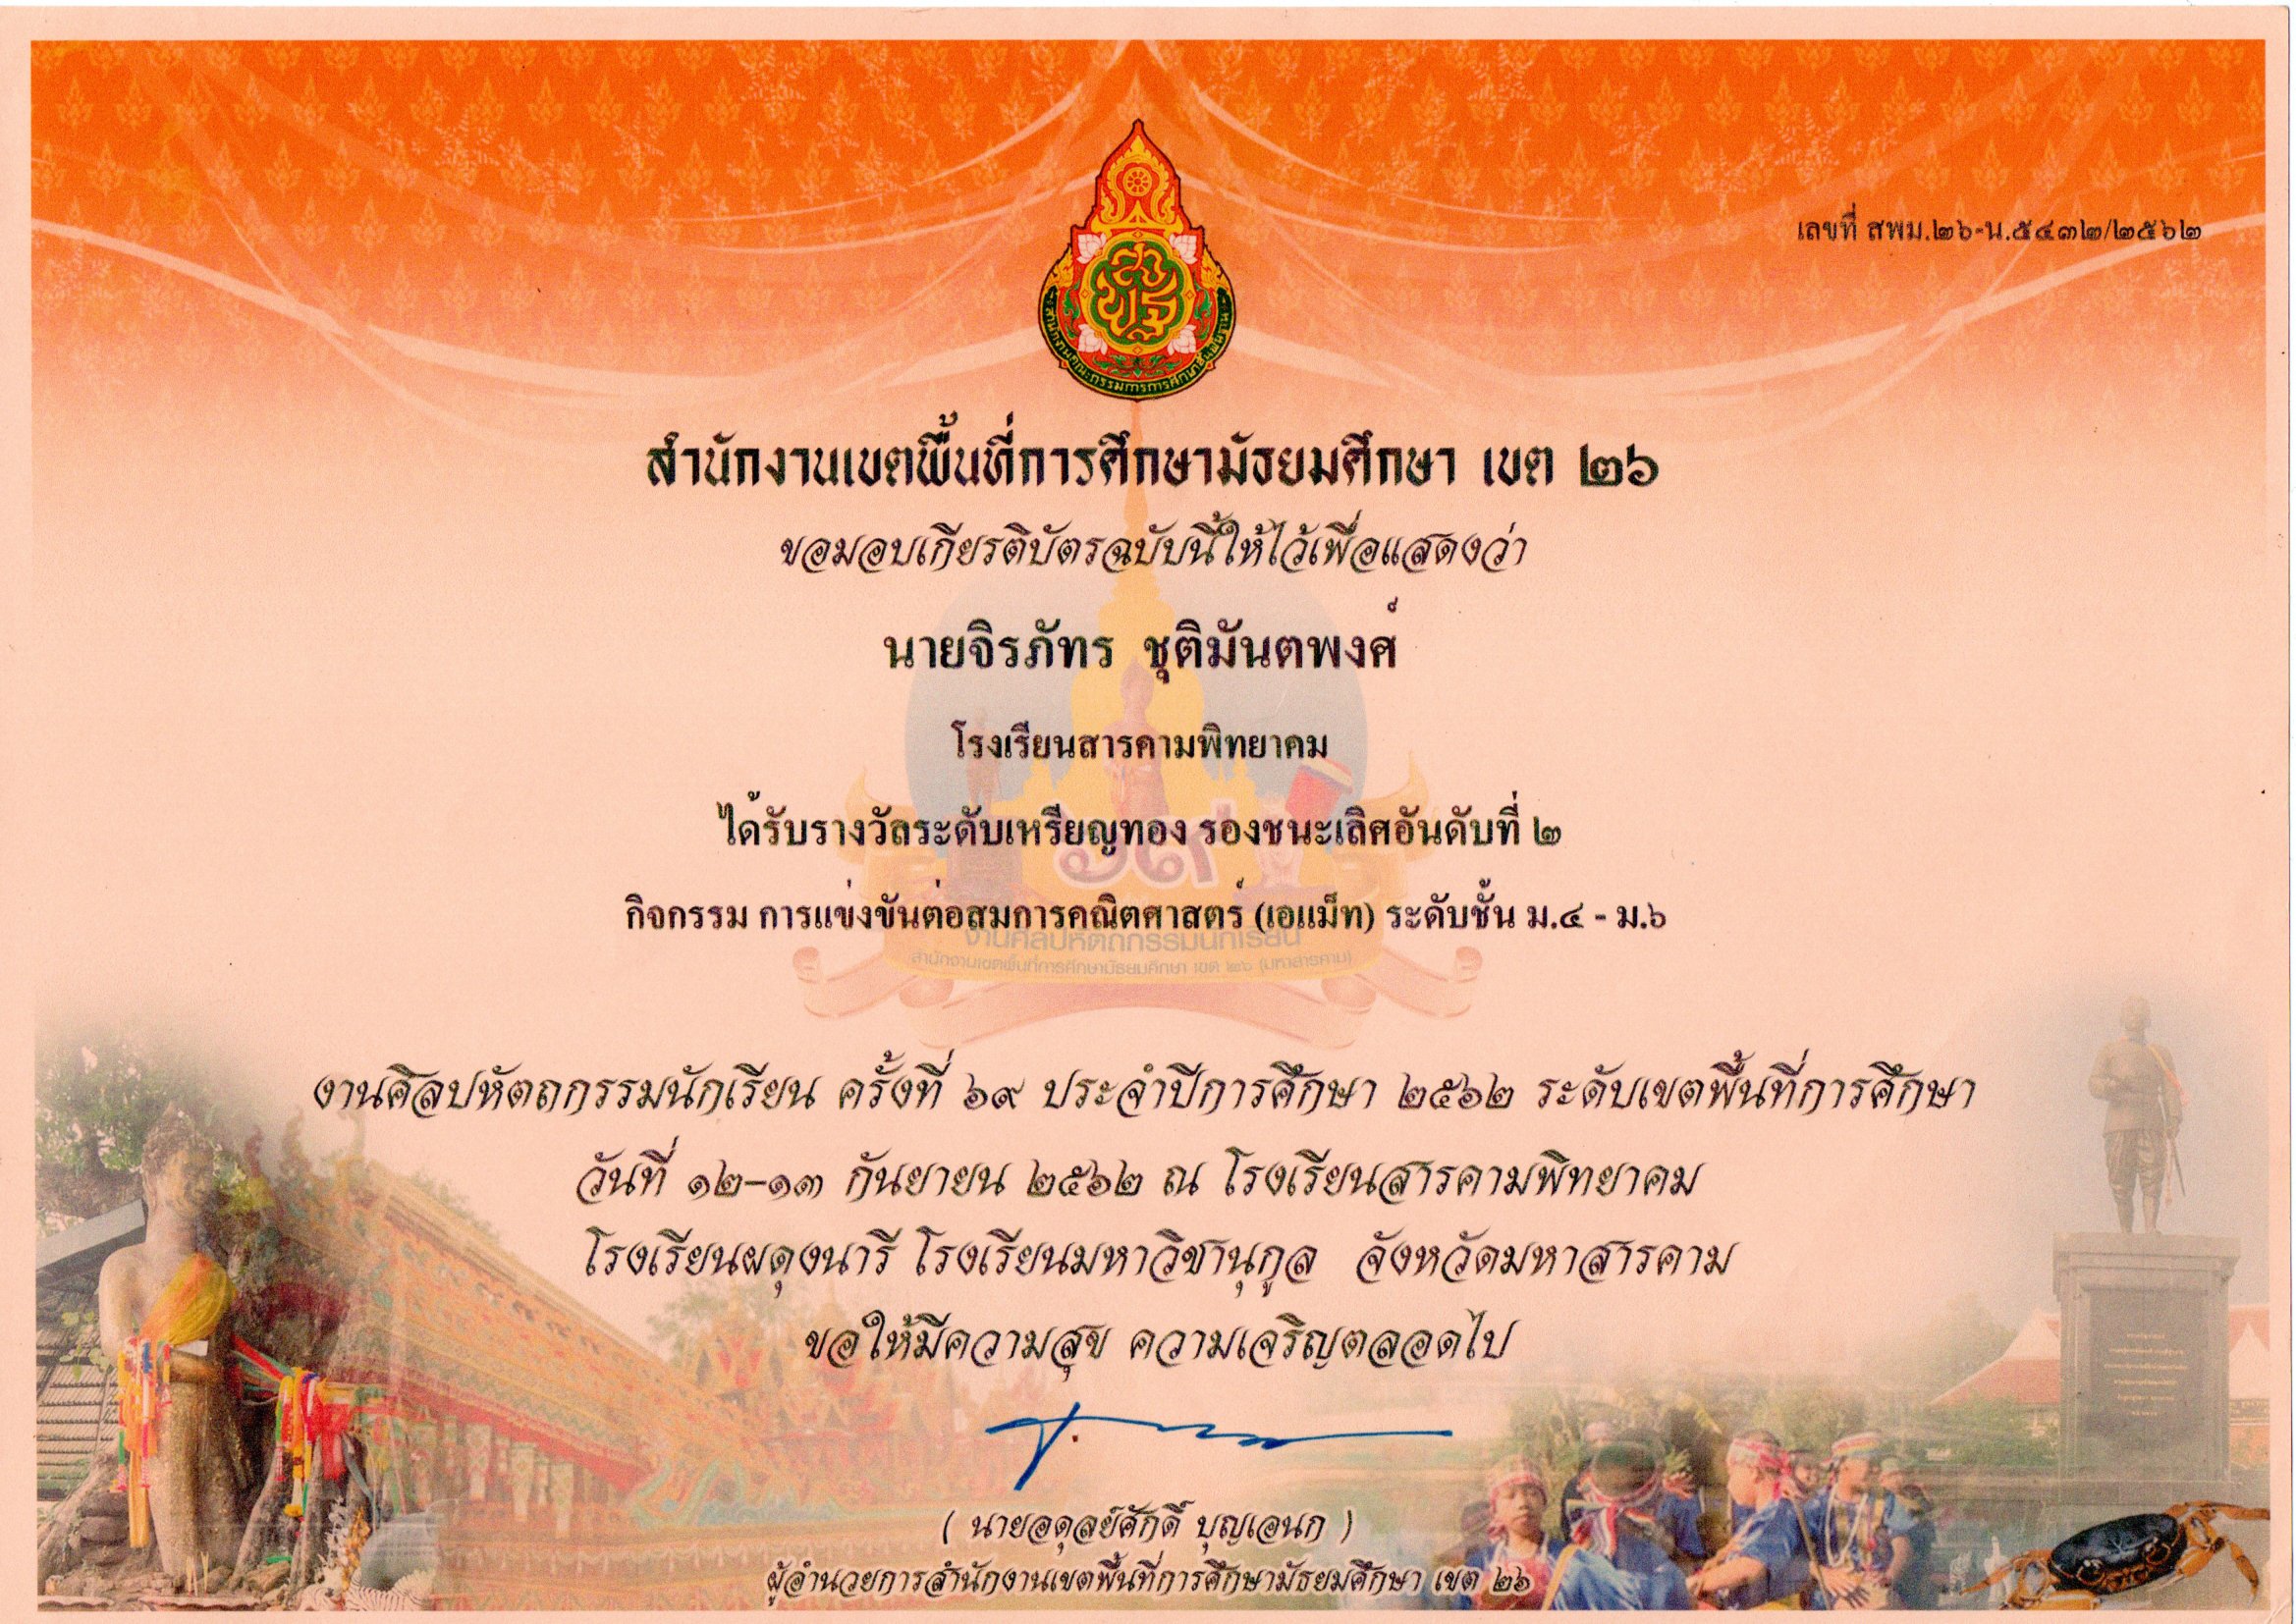 เลขที่ สพม.๒๖-น.๕๔๓๒/๒๕๖๒
สพฐ
สำนักงานคณะกรรมการการศึกษาขั้นพื้นฐาน
สำนักงานเขตพื้นที่การศึกษามัธยมศึกษา เขต ๒๖
ขอมอบเกียรติบัตรฉบับนี้ให้ไว้เพื่อแสดงว่า
นายจิรภัทร ชุติมันตพงศ์
โรงเรียนสารคามพิทยาคม
ได้รับรางวัลระดับเหรียญทอง รองชนะเลิศอันดับที่ ๒
๖๙
กิจกรรม การแข่งขันต่อสมการคณิตศาสตร์ (เอแม็ท) ระดับชั้น ม.๔ - ม.๖
งานศิลปหัตถกรรมนักเรียน
สำนักงานเขตพื้นที่การศึกษามัธยมศึกษา เขต ๒๖ (มหาสารคาม)
งานศิลปหัตถกรรมนักเรียน ครั้งที่ ๖๙ ประจำปีการศึกษา ๒๕๖๒ ระดับเขตพื้นที่การศึกษา
วันที่ ๑๒-๑๓ กันยายน ๒๕๖๒ ณ โรงเรียนสารคามพิทยาคม
โรงเรียนผดุงนารี โรงเรียนมหาวิชานุกูล จังหวัดมหาสารคาม
ขอให้มีความสุข ความเจริญตลอดไป
( นายอดุลย์ศักดิ์ บุญเอนก )
ผู้อำนวยการสำนักงานเขตพื้นที่การศึกษามัธยมศึกษา เขต ๒๖